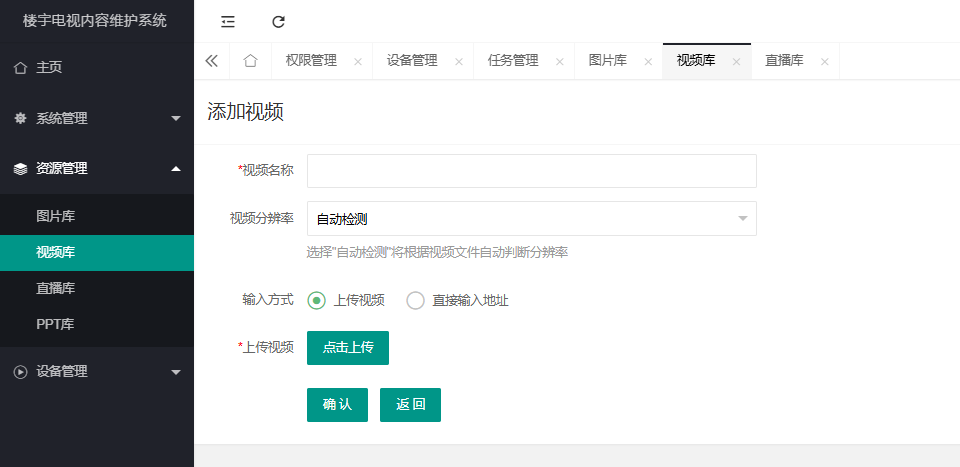 楼宇电视内容维护系统
主页
系统管理
资源管理
图片库
视频库
直播库
PPT库
设备管理
权限管理 设备管理 任务管理 图片库 视频库 直播库
添加视频
*视频名称
视频分辨率 自动检测
选择"自动检测"将根据视频文件自动判断分辨率
输入方式 上传视频 直接输入地址
*上传视频 点击上传
确 认 返 回